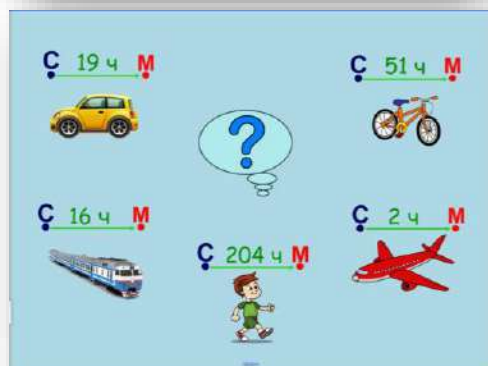 С 19 ч М
С 51 ч М
?
С 16 ч М
С 204 ч М
С 2 ч М